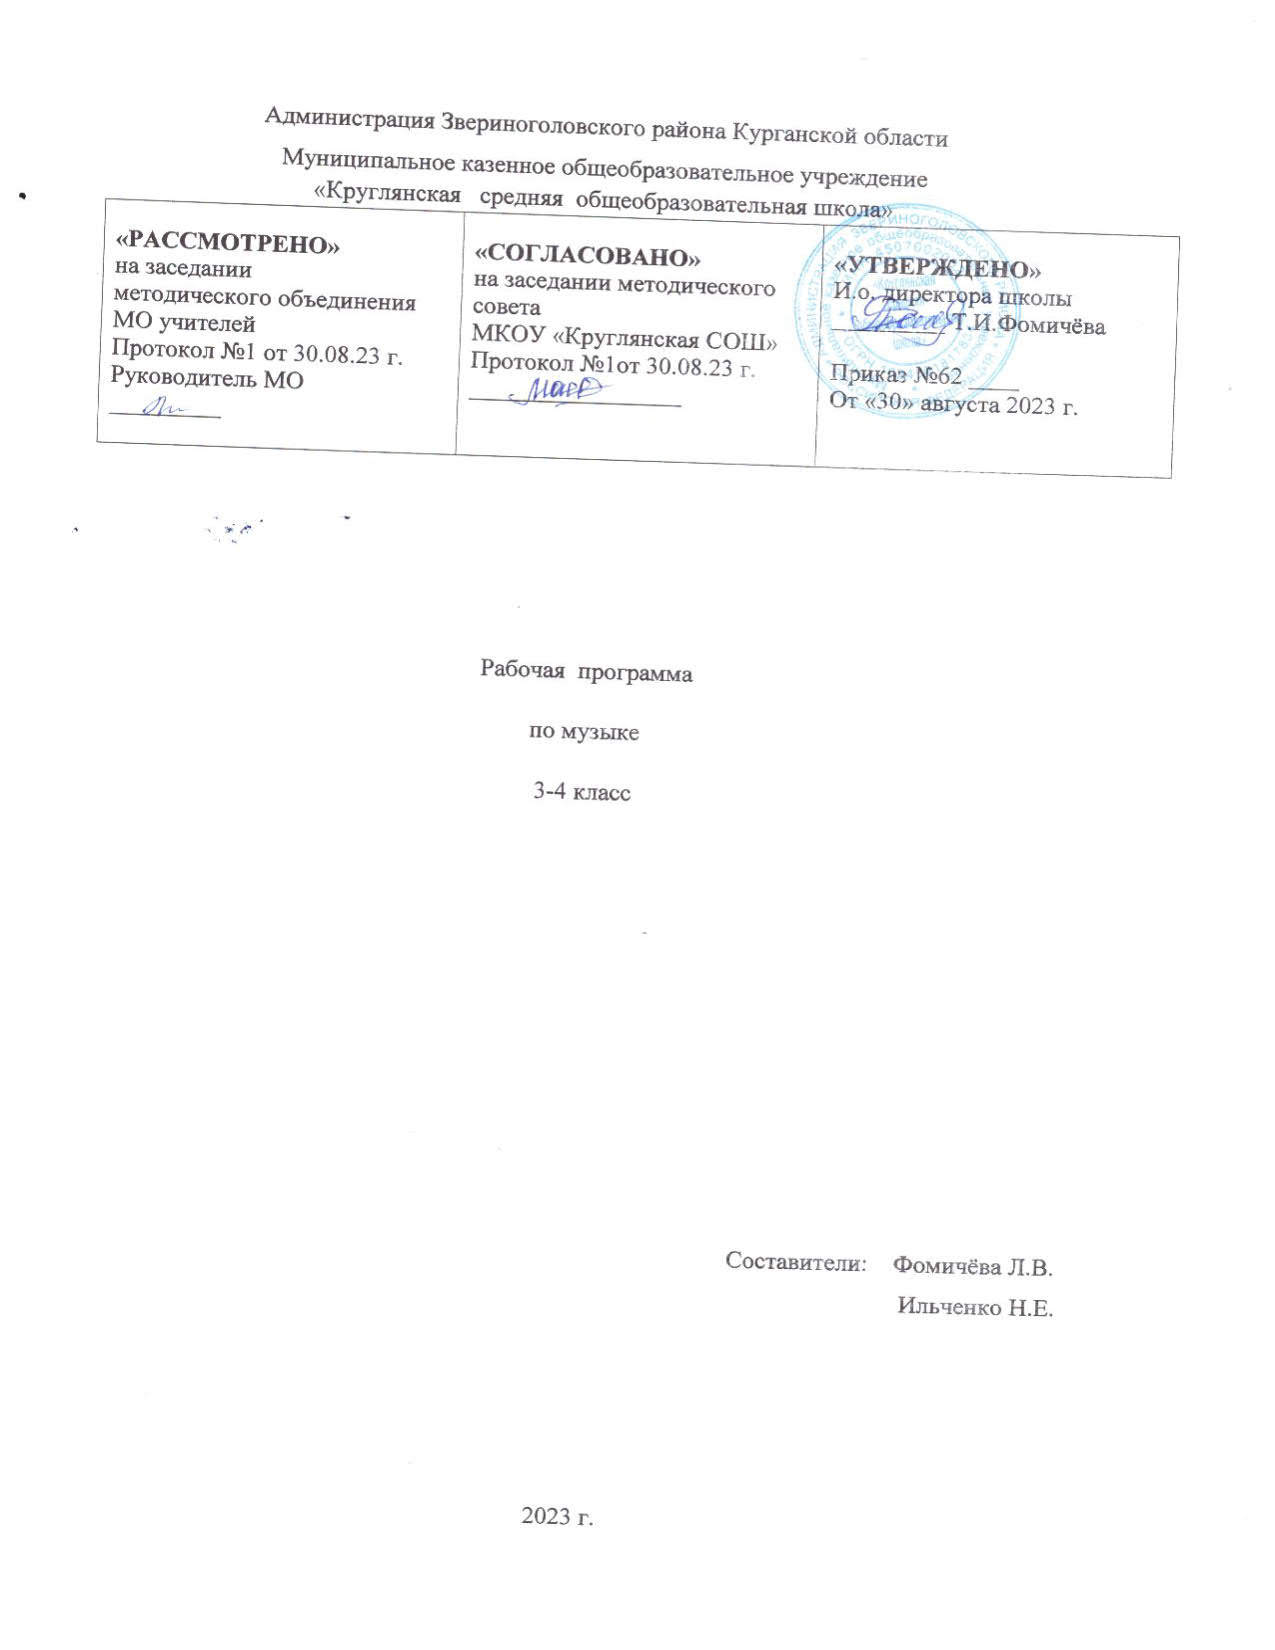 Администрация Звериноголовского района Курганской области
Муниципальное казенное общеобразовательное учреждение
«Круглянская средняя общеобразовательная школа»
«РАССМОТРЕНО»
на заседании
методического объединения
МО учителей
Протокол №1 от 30.08.23 г.
Руководитель МО
«СОГЛАСОВАНО»
на заседании методического
совета
МКОУ «Круглянская СОШ»
Протокол №1от 30.08.23 г.
«УТВЕРЖДЕНО»
И.о. директора школы
Т.И.Фомичёва
Приказ №62 ____
От «30» августа 2023 г.
Рабочая программа
по музыке
3-4 класс
Составители: Фомичёва Л.В.
Ильченко Н.Е.
2023 г.